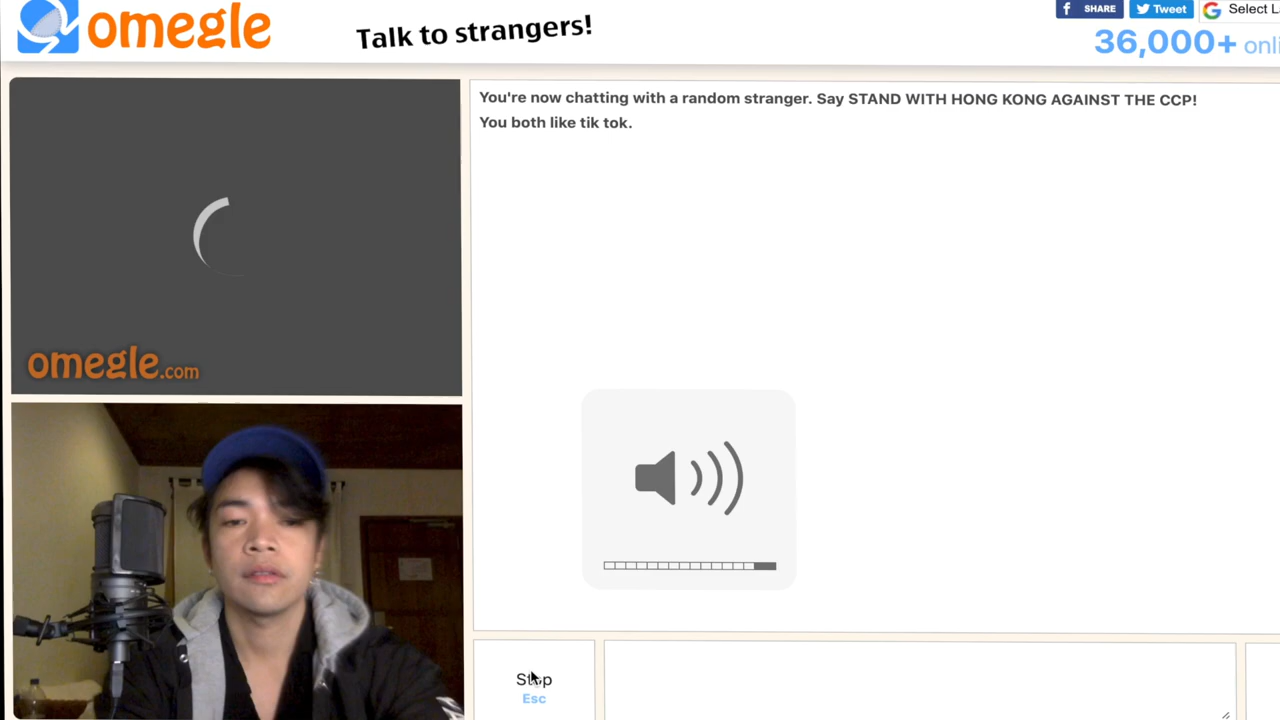 omegle
Talk to strangers!
SHARE
Tweet
Select L
36,000+ onli
You're now chatting with a random stranger. Say STAND WITH HONG KONG AGAINST THE CCP!
You both like tik tok.
omegle.com
Stop
Esc